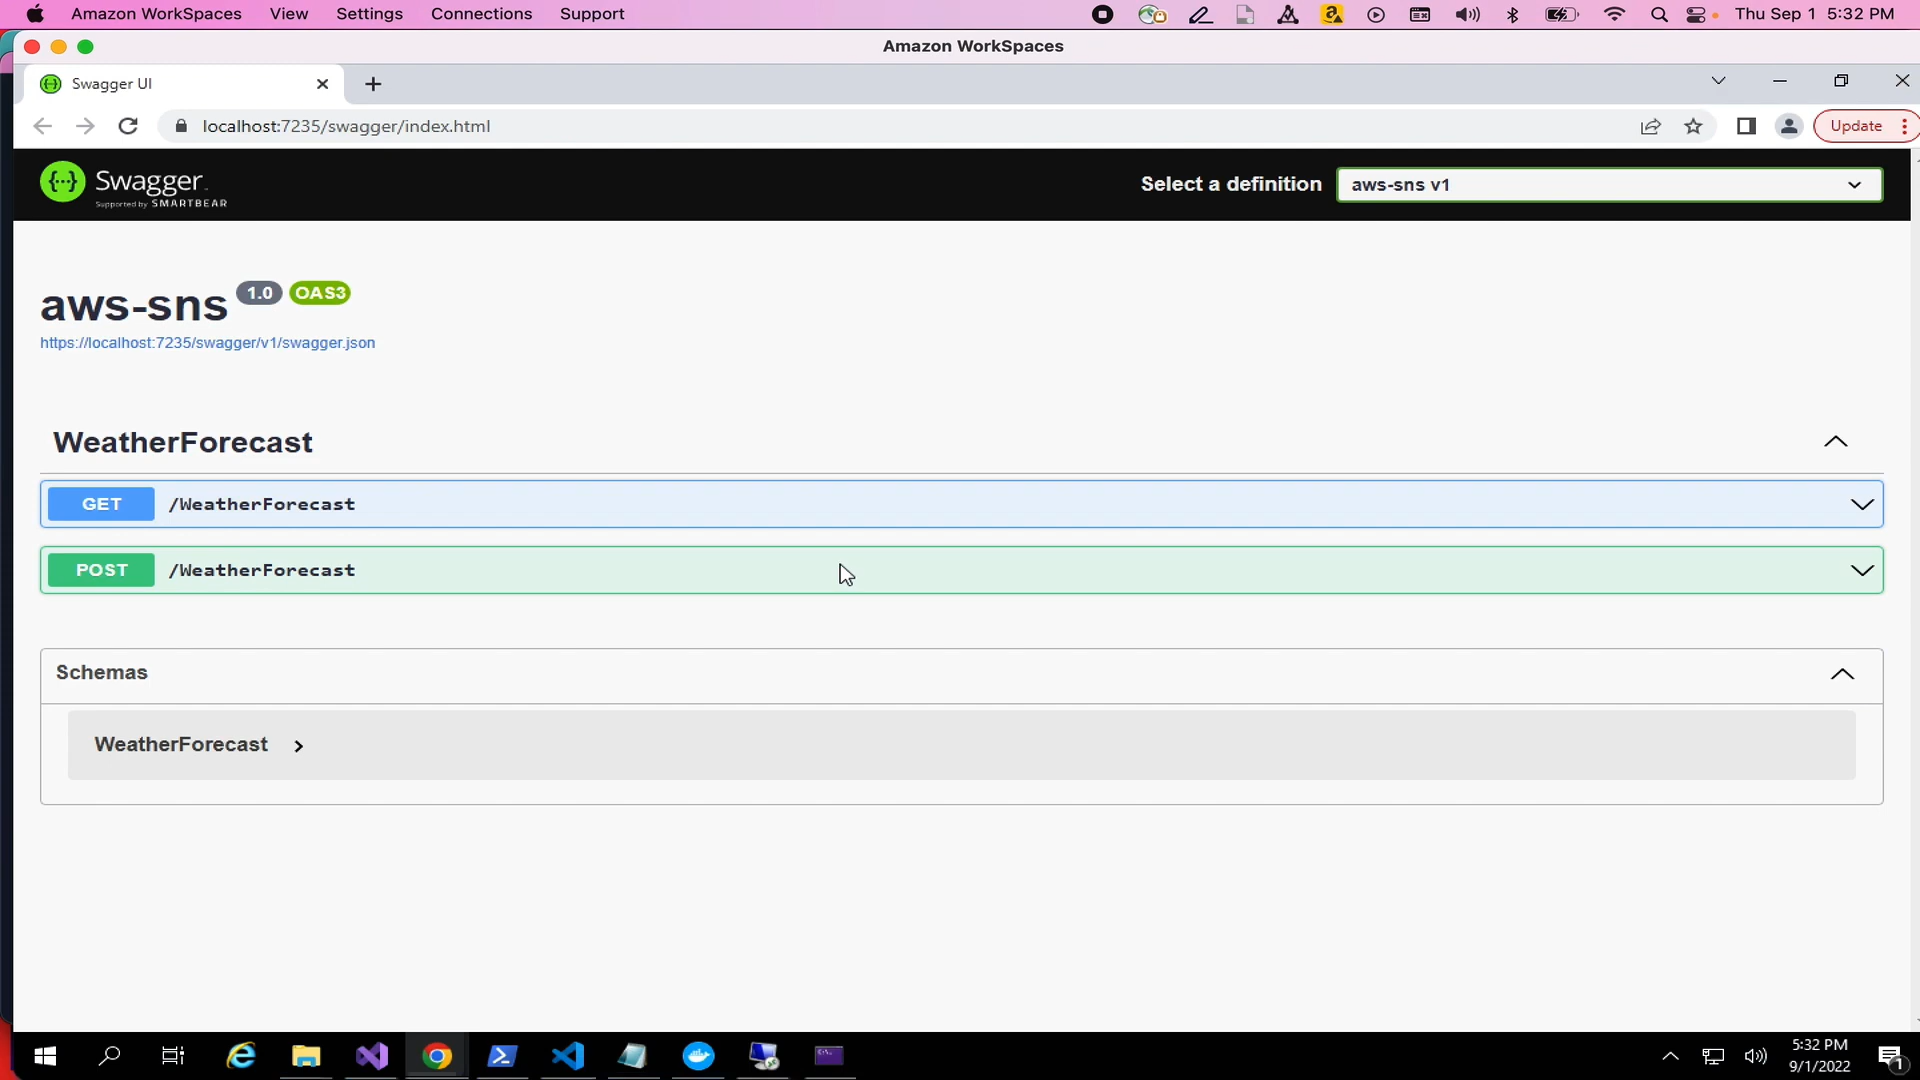 Amazon WorkSpaces View Settings Connections Support Thu Sep 1 5:32 PM
Amazon WorkSpaces
Swagger UI
localhost:7235/swagger/index.html Update
Swagger
Supported by SMARTBEAR
Select a definition aws-sns v1
aws-sns 1.0 OAS3
https://localhost:7235/swagger/v1/swagger.json
WeatherForecast
GET /WeatherForecast
POST /WeatherForecast
Schemas
WeatherForecast
5:32 PM
9/1/2022
1